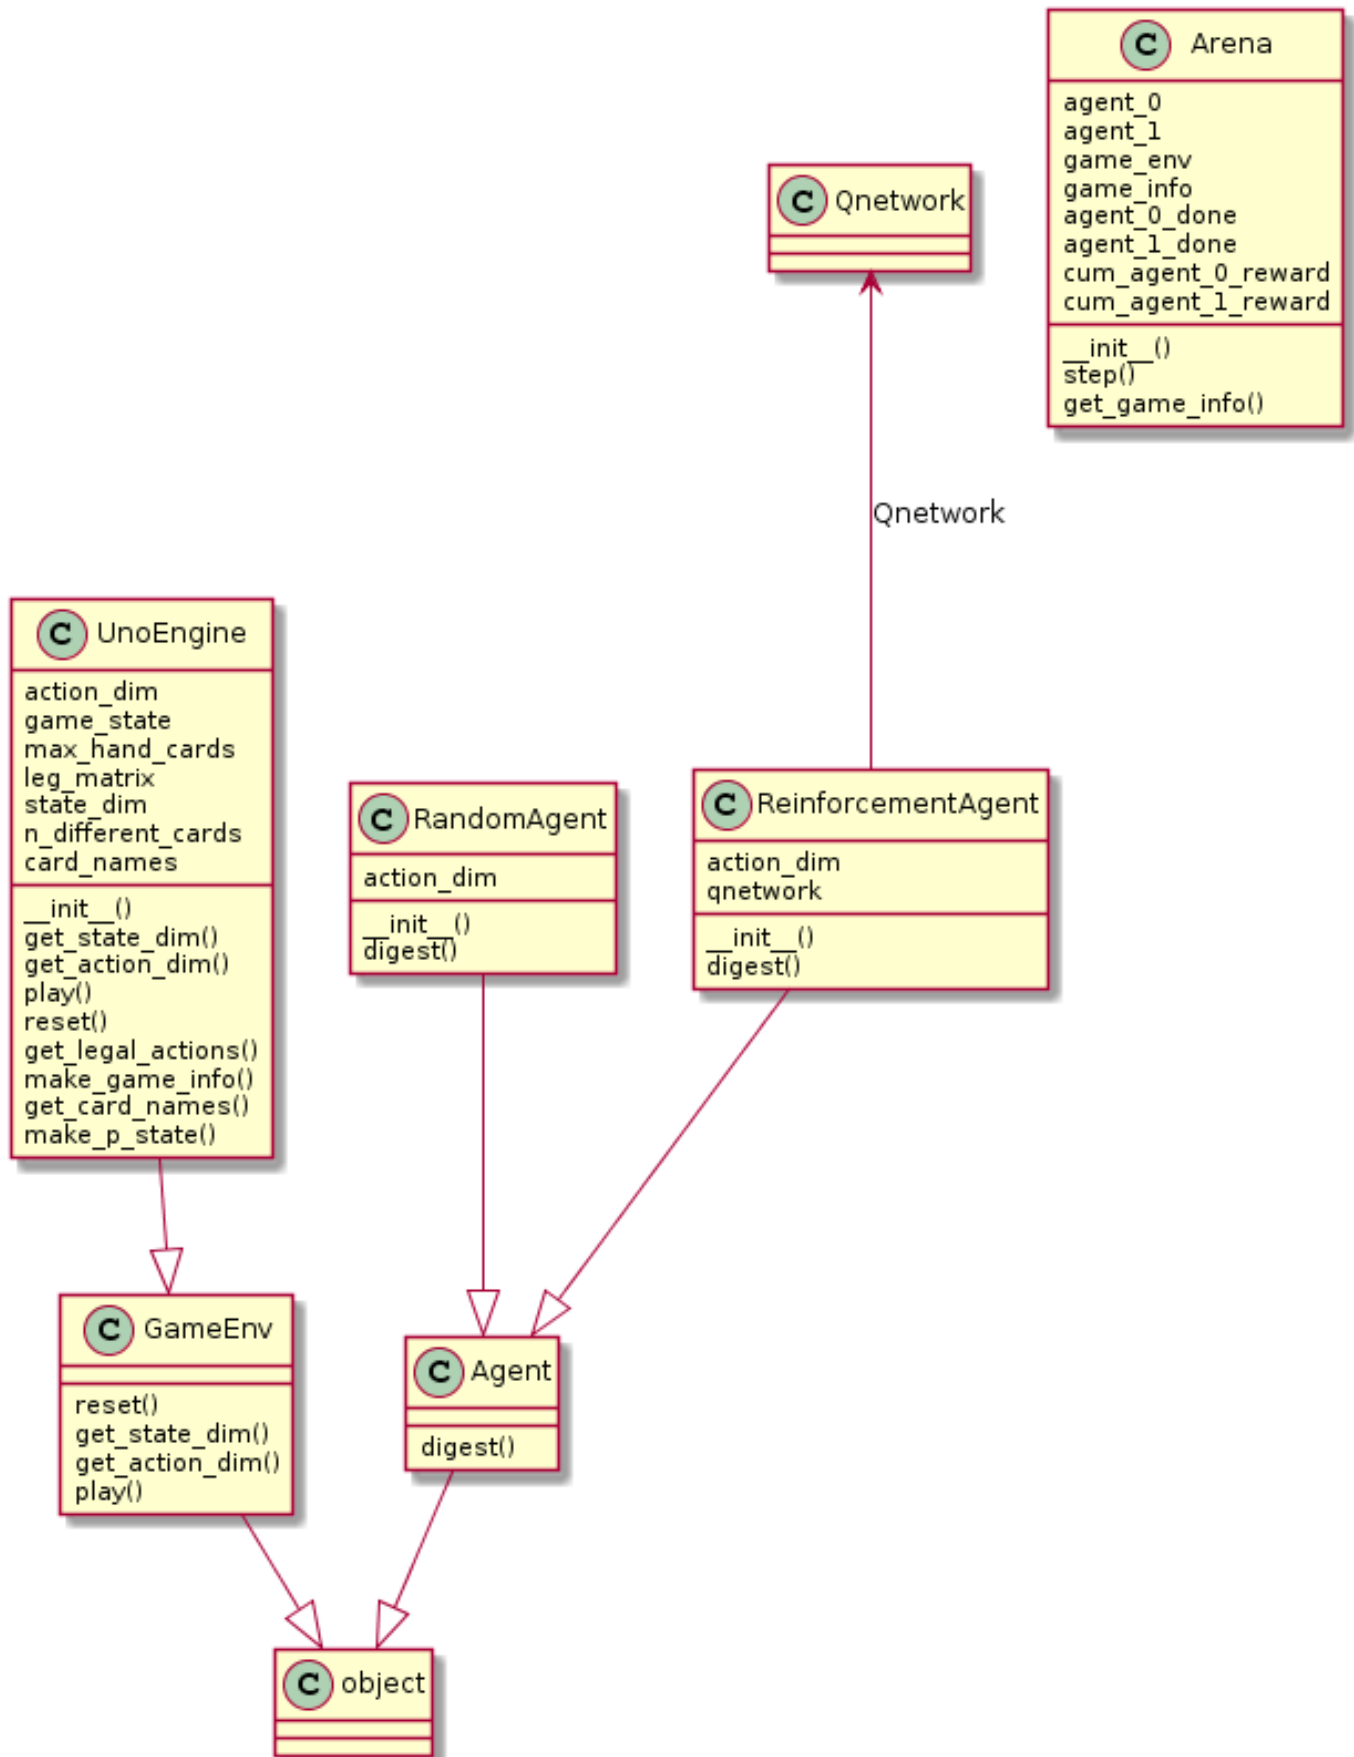 C Arena
agent_0
agent_1
game_env
game_info
agent_0_done
agent_1_done
cum_agent_0_reward
cum_agent_1_reward
__init__()
step()
get_game_info()
C Qnetwork
Qnetwork
C UnoEngine
action_dim
game_state
max_hand_cards
leg_matrix
state_dim
n_different_cards
card_names
__init__()
get_state_dim()
get_action_dim()
play()
reset()
get_legal_actions()
make_game_info()
get_card_names()
make_p_state()
C RandomAgent
action_dim
__init__()
digest()
C ReinforcementAgent
action_dim
qnetwork
__init__()
digest()
C GameEnv
reset()
get_state_dim()
get_action_dim()
play()
C Agent
digest()
C object